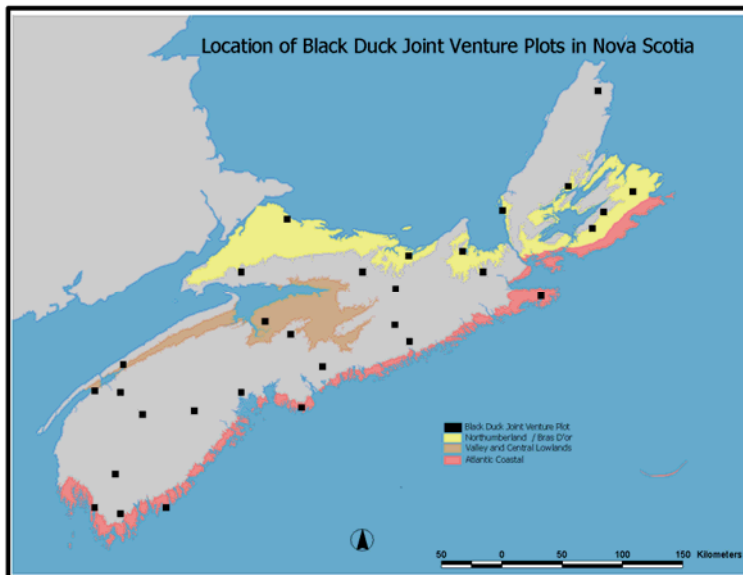 Location of Black Duck Joint Venture Plots in Nova Scotia
Black Duck Joint Venture Plot
Northumberland / Bras D'or
Valley and Central Lowlands
Atlantic Coastal
50 0 50 100 150 Kilometers